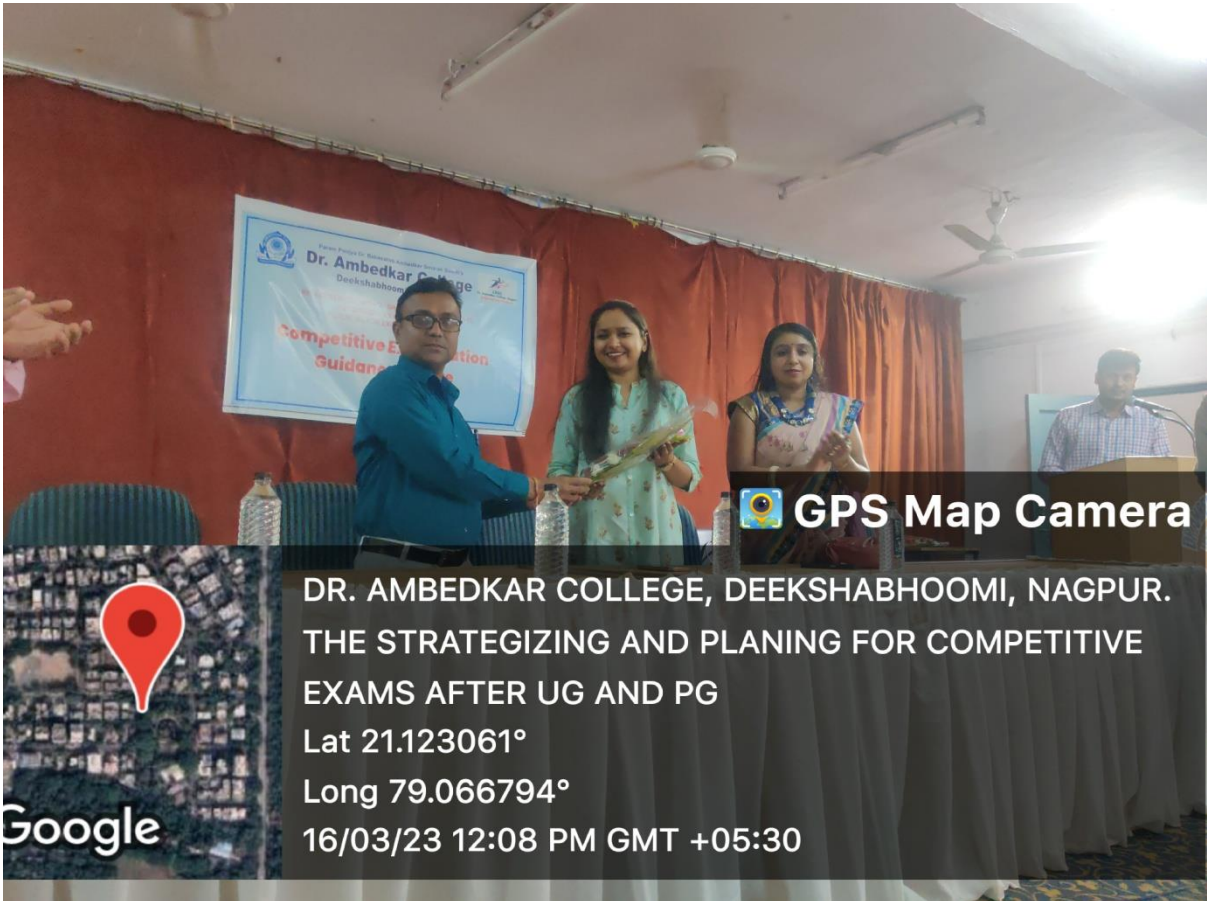 Dr. Ambedkar College
Deekshabhoom
Competitive
Guidan
GPS Map Camera
DR. AMBEDKAR COLLEGE, DEEKSHABHOOMI, NAGPUR.
THE STRATEGIZING AND PLANING FOR COMPETITIVE
EXAMS AFTER UG AND PG
Lat 21.123061°
Long 79.066794°
16/03/23 12:08 PM GMT +05:30
Google